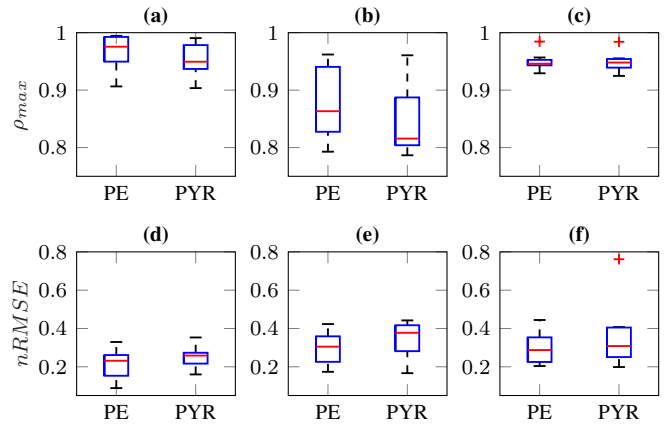 (a) (b) (c)
1 1 1
0.9 0.9 0.9
0.8 0.8 0.8
ρmax
PE PYR PE PYR PE PYR
(d) (e) (f)
0.8 0.8 0.8
0.6 0.6 0.6
0.4 0.4 0.4
0.2 0.2 0.2
nRMSE
PE PYR PE PYR PE PYR